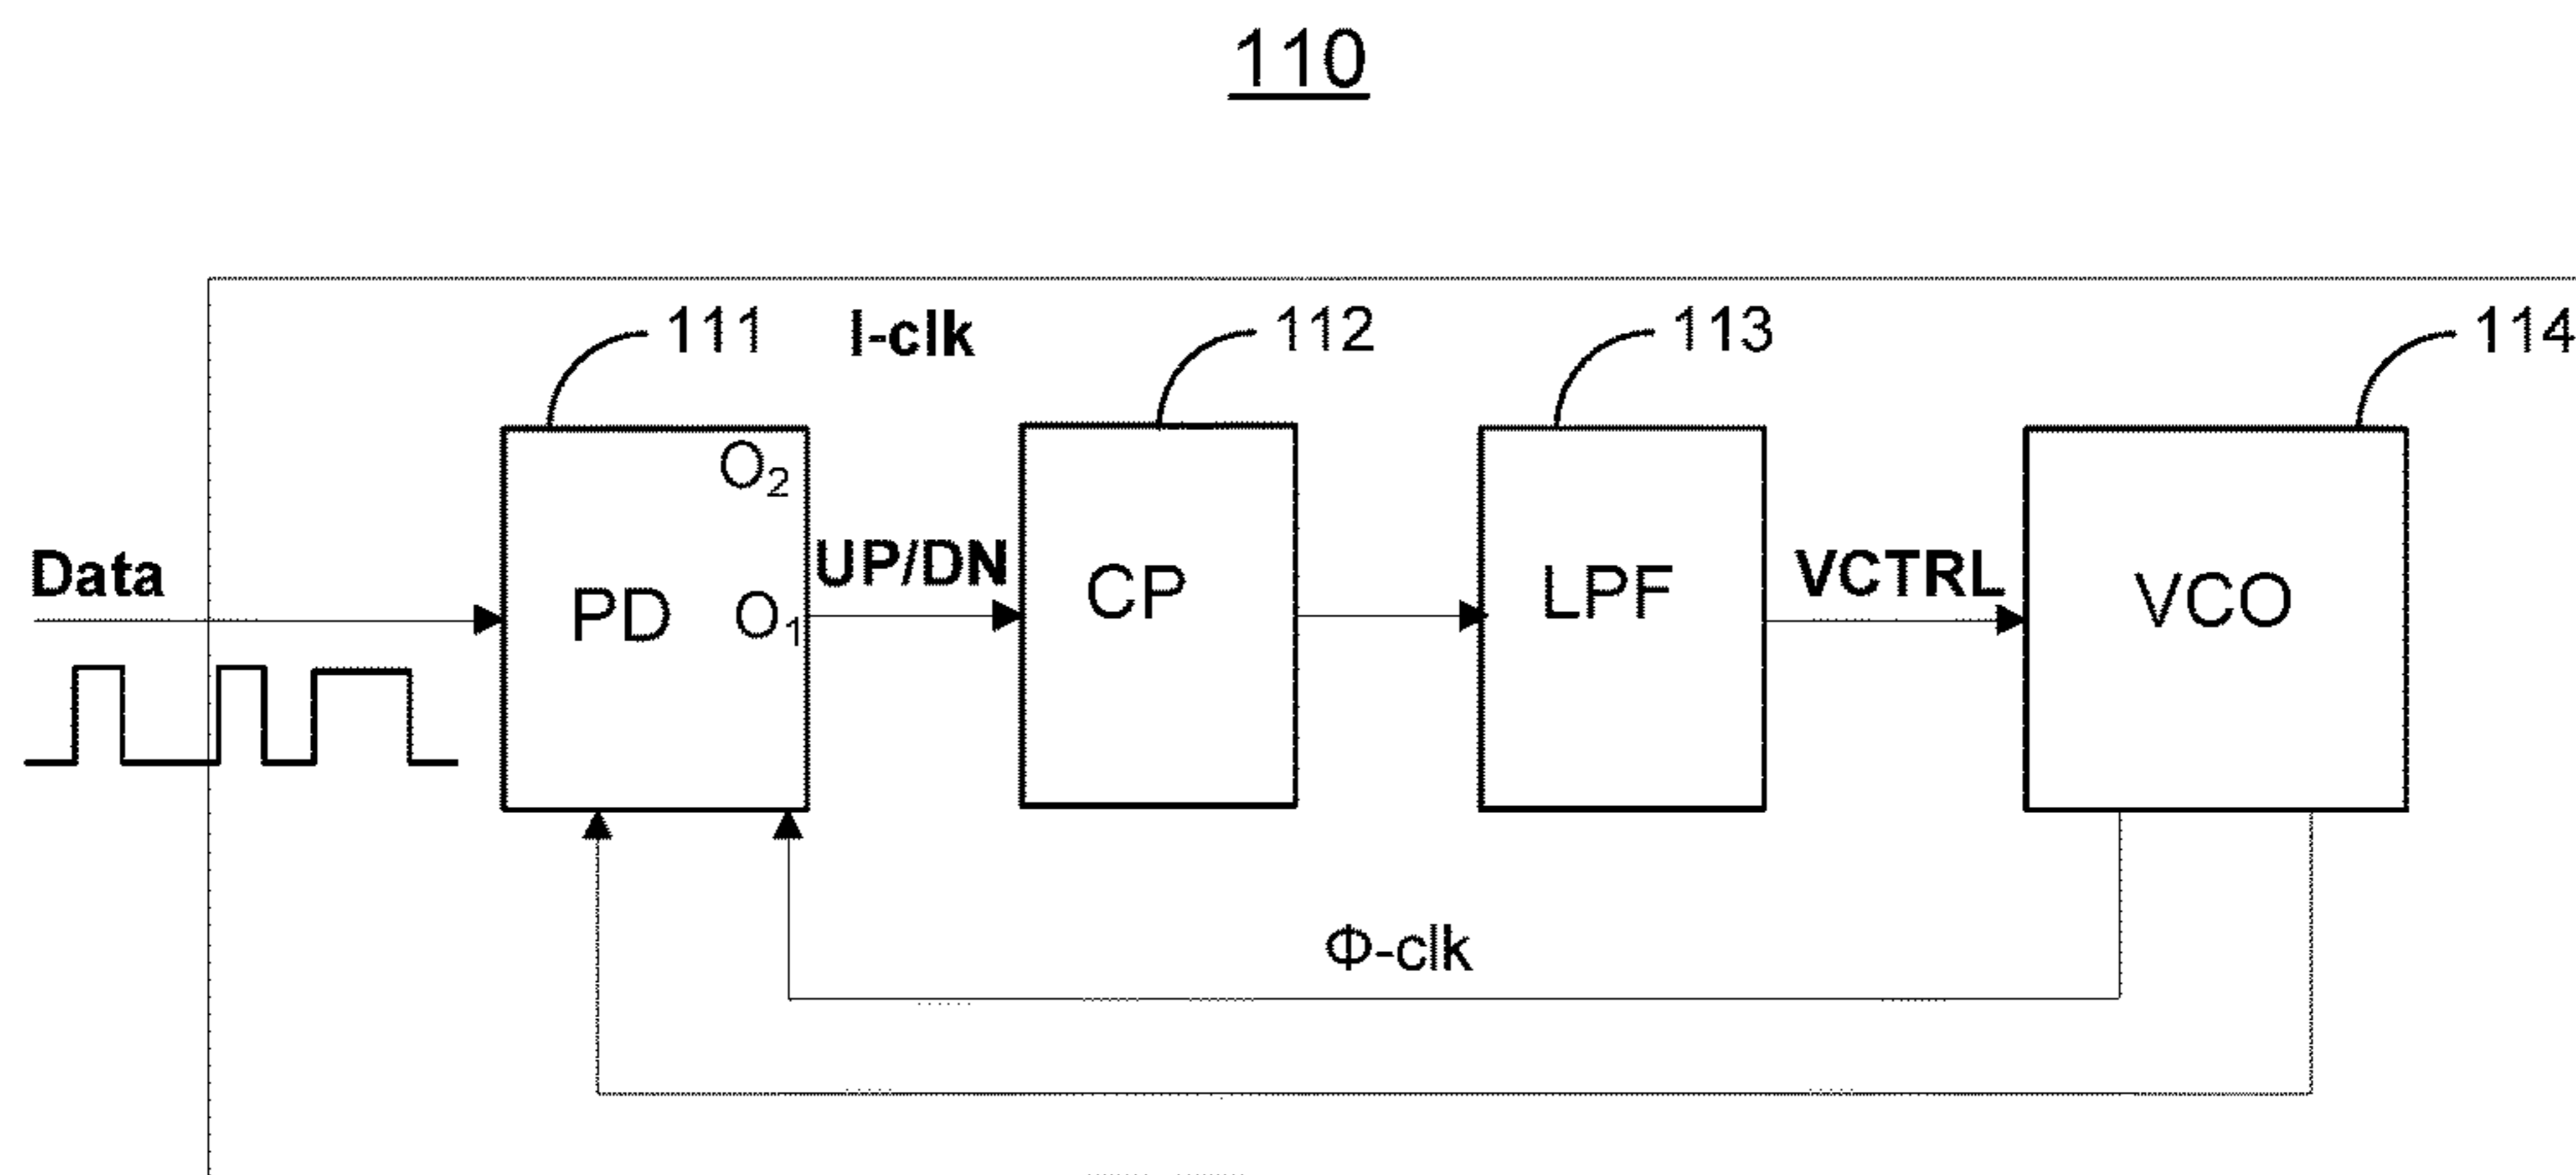 110
111
I-clk
112
113
114
O2
Data
UP/DN
VCTRL
PD
O1
CP
LPF
VCO
Φ-clk